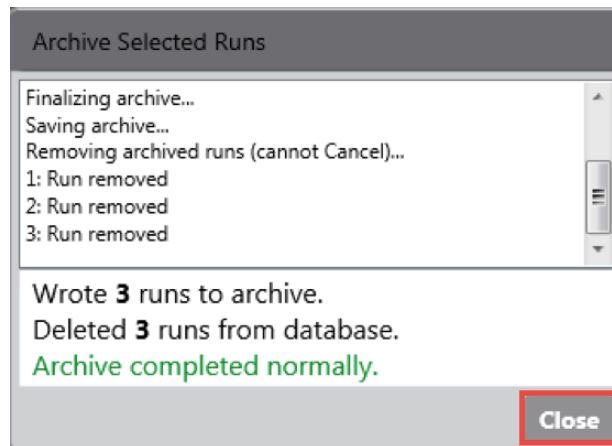 Archive Selected Runs
Finalizing archive...
Saving archive...
Removing archived runs (cannot Cancel)...
1: Run removed
2: Run removed
3: Run removed
Wrote 3 runs to archive.
Deleted 3 runs from database.
Archive completed normally.
Close